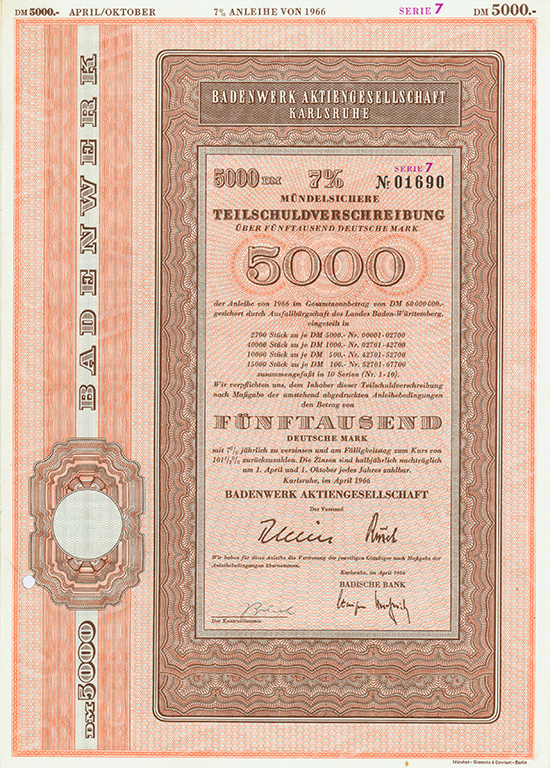 DM 5000.- APRIL/OKTOBER 7% ANLEIHE VON 1966 SERIE 7 DM 5000.-
BADENWERK
DM 5000
BADENWERK AKTIENGESELLSCHAFT
KARLSRUHE
SERIE 7
5000 DM 7% Nr. 01690
MÜNDELSICHERE
TEILSCHULDVERSCHREIBUNG
ÜBER FÜNFTAUSEND DEUTSCHE MARK
5000
der Anleihe von 1966 im Gesamtnennbetrag von DM 60 000 000,-
gesichert durch Ausfallbürgschaft des Landes Baden-Württemberg,
eingeteilt in
2700 Stück zu je DM 5000,- Nr. 00001-02700
40000 Stück zu je DM 1000,- Nr. 02701-42700
10000 Stück zu je DM 500,- Nr. 42701-52700
15000 Stück zu je DM 100,- Nr. 52701-67700
zusammengefaßt in 10 Serien (Nr. 1-10).
Wir verpflichten uns, dem Inhaber dieser Teilschuldverschreibung
nach Maßgabe der umstehend abgedruckten Anleihebedingungen
den Betrag von
FÜNFTAUSEND
DEUTSCHE MARK
mit 7% jährlich zu verzinsen und am Fälligkeitstag zum Kurs von
101½% zurückzuzahlen. Die Zinsen sind halbjährlich nachträglich
am 1. April und 1. Oktober jedes Jahres zahlbar.
Karlsruhe, im April 1966
BADENWERK AKTIENGESELLSCHAFT
Der Vorstand
Wir haben für diese Anleihe die Vertretung der jeweiligen Gläubiger nach Maßgabe der
Anleihebedingungen übernommen.
Karlsruhe, im April 1966
BADISCHE BANK
Der Kontrollbeamte
München - Giesecke & Devrient - Berlin